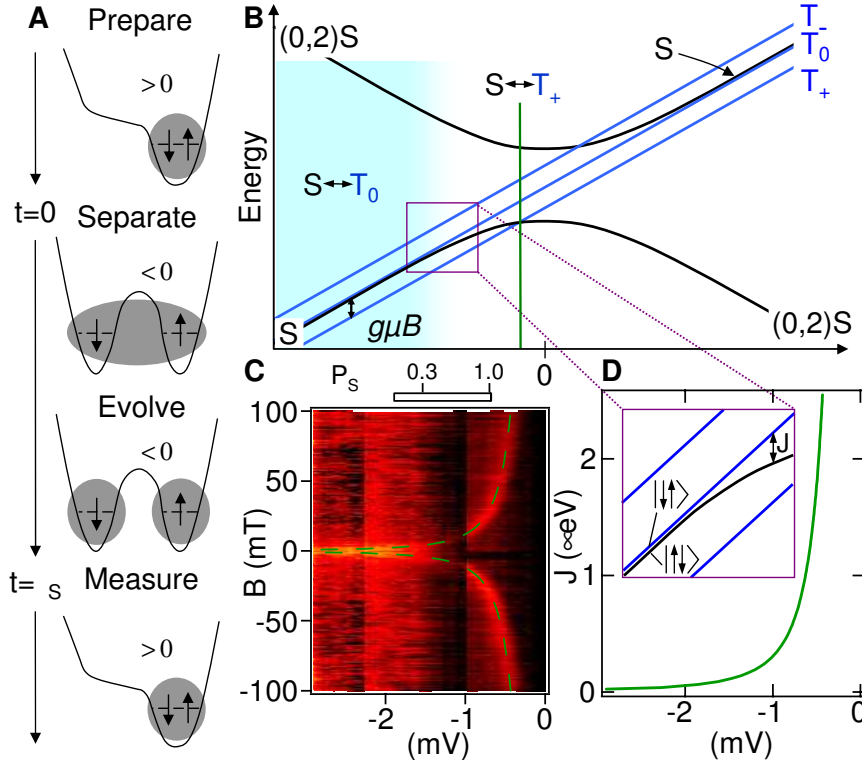 A
Prepare
>0
t=0
Separate
<0
Evolve
<0
t= S
Measure
>0
B
Energy
(0,2)S
S↔T+
S↔T0
S
T-
T0
T+
S
gµB
(0,2)S
0
C
PS
0.3
1.0
B (mT)
100
50
0
-50
-100
-2
-1
0
(mV)
D
J (∝eV)
2
1
0
J
|↓↑⟩
|↑↓⟩
-2
-1
0
(mV)